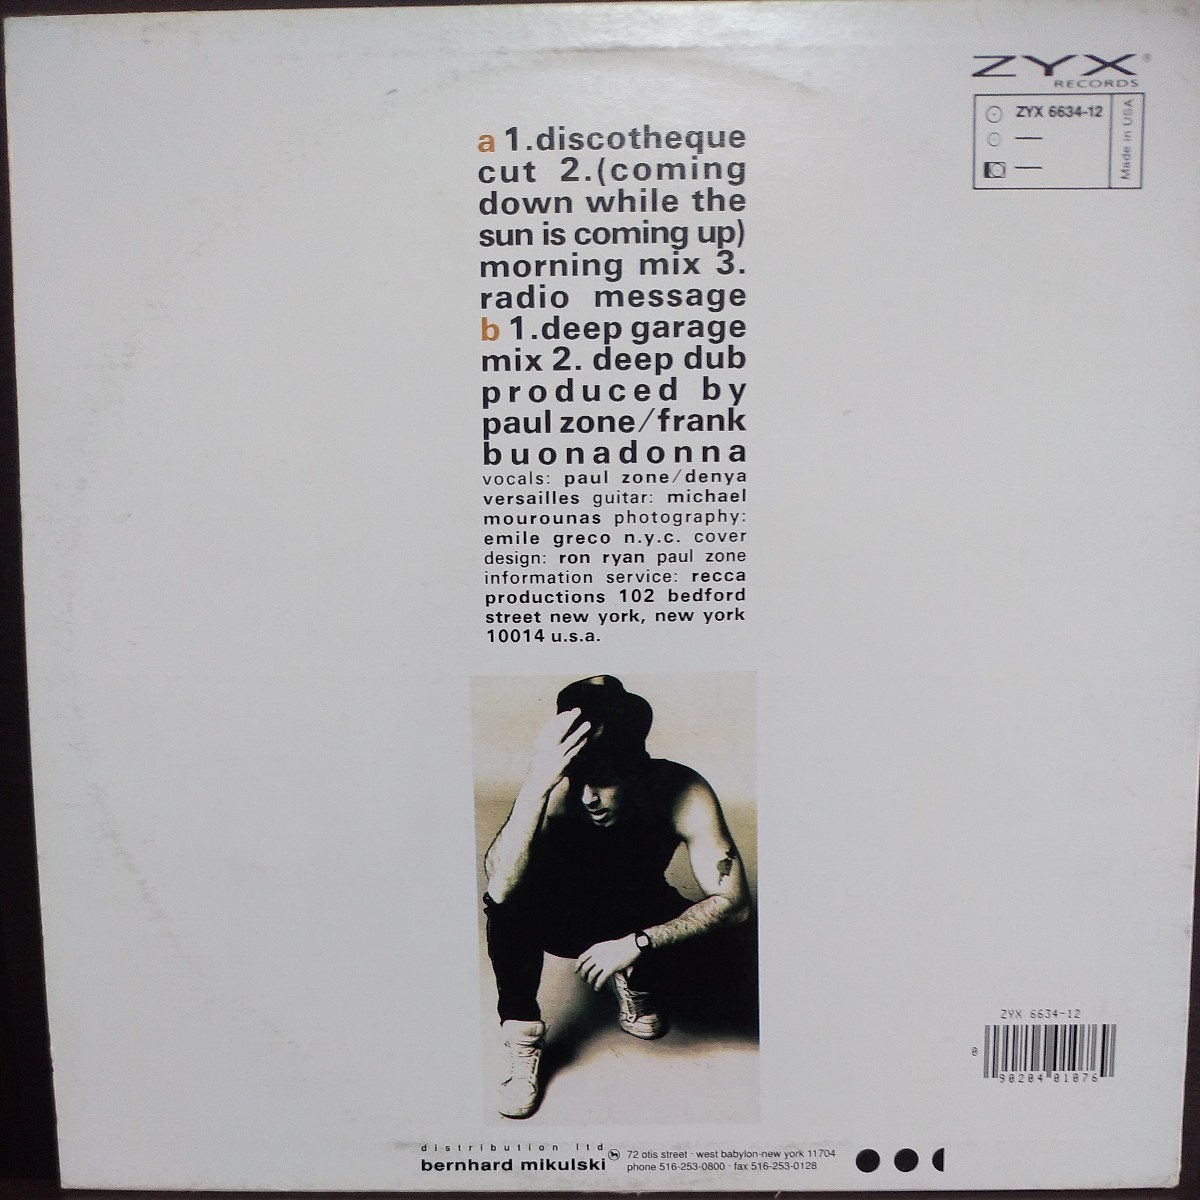 ZYX®
RECORDS
ZYX 6634-12
Made in USA
a 1.discotheque
cut 2.(coming
down while the
sun is coming up)
morning mix 3.
radio message
b 1.deep garage
mix 2. deep dub
produced by
paul zone/frank
buonadonna
vocals: paul zone/denya
versailles guitar: michael
mourounas photography:
emile greco n.y.c. cover
design: ron ryan paul zone
information service: recca
productions 102 bedford
street new york, new york
10014 u.s.a.
ZYX 6634-12
0 90204 01076
distribution ltd
bernhard mikulski
72 otis street · west babylon-new york 11704
phone 516-253-0800 · fax 516-253-0128